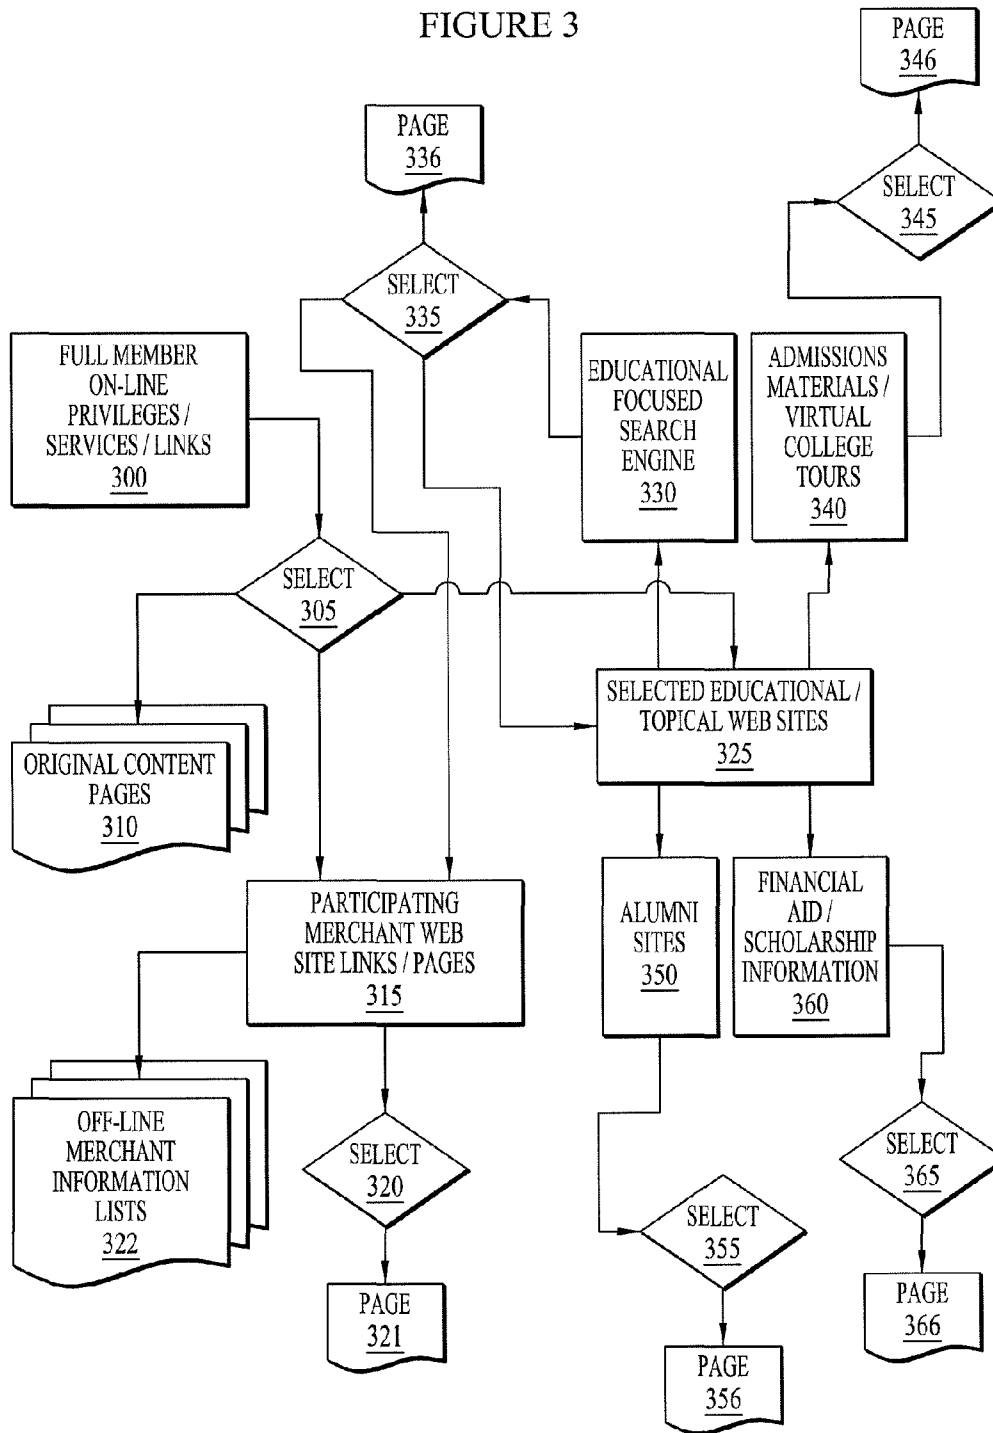 FIGURE 3
PAGE
346
PAGE
336
SELECT
345
SELECT
335
FULL MEMBER
ON-LINE
PRIVILEGES /
SERVICES / LINKS
300
EDUCATIONAL
FOCUSED
SEARCH
ENGINE
330
ADMISSIONS
MATERIALS /
VIRTUAL
COLLEGE
TOURS
340
SELECT
305
SELECTED EDUCATIONAL /
TOPICAL WEB SITES
325
ORIGINAL CONTENT
PAGES
310
PARTICIPATING
MERCHANT WEB
SITE LINKS / PAGES
315
ALUMNI
SITES
350
FINANCIAL
AID /
SCHOLARSHIP
INFORMATION
360
OFF-LINE
MERCHANT
INFORMATION
LISTS
322
SELECT
320
SELECT
355
SELECT
365
PAGE
321
PAGE
356
PAGE
366